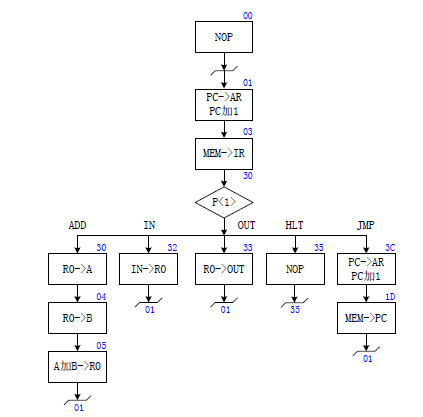 00
NOP
01
PC->AR
PC加1
03
MEM->IR
30
P<1>
ADD
IN
OUT
HLT
JMP
30
32
33
35
3C
R0->A
IN->R0
R0->OUT
NOP
PC->AR
PC加1
04
01
01
35
1D
R0->B
MEM->PC
05
01
A加B->R0
01